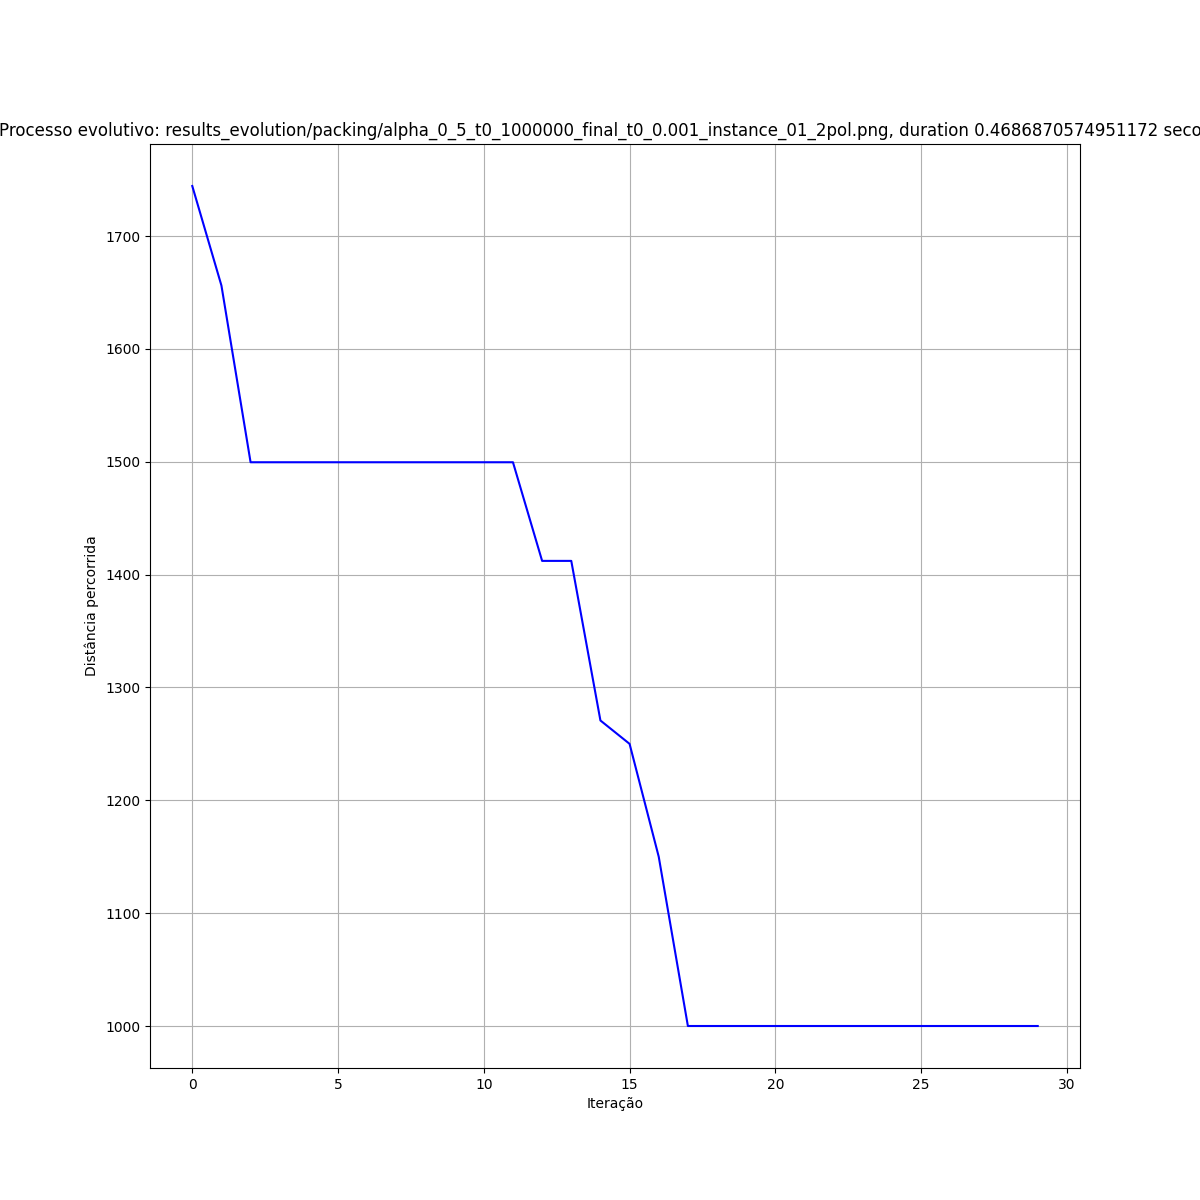 Processo evolutivo: results_evolution/packing/alpha_0_5_t0_1000000_final_t0_0.001_instance_01_2pol.png, duration 0.4686870574951172 seco
1700
1600
1500
1400
1300
1200
1100
1000
Distância percorrida
0 5 10 15 20 25 30
Iteração